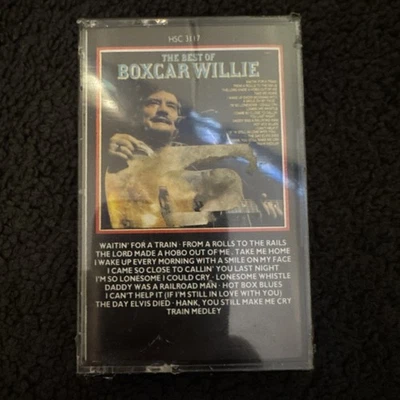 HSC 3117
THE BEST OF
BOXCAR WILLIE
WAITIN' FOR A TRAIN · FROM A ROLLS TO THE RAILS
THE LORD MADE A HOBO OUT OF ME · TAKE ME HOME
I WAKE UP EVERY MORNING WITH A SMILE ON MY FACE
I CAME SO CLOSE TO CALLIN' YOU LAST NIGHT
I'M SO LONESOME I COULD CRY · LONESOME WHISTLE
DADDY WAS A RAILROAD MAN · HOT BOX BLUES
I CAN'T HELP IT (IF I'M STILL IN LOVE WITH YOU)
THE DAY ELVIS DIED · HANK, YOU STILL MAKE ME CRY
TRAIN MEDLEY